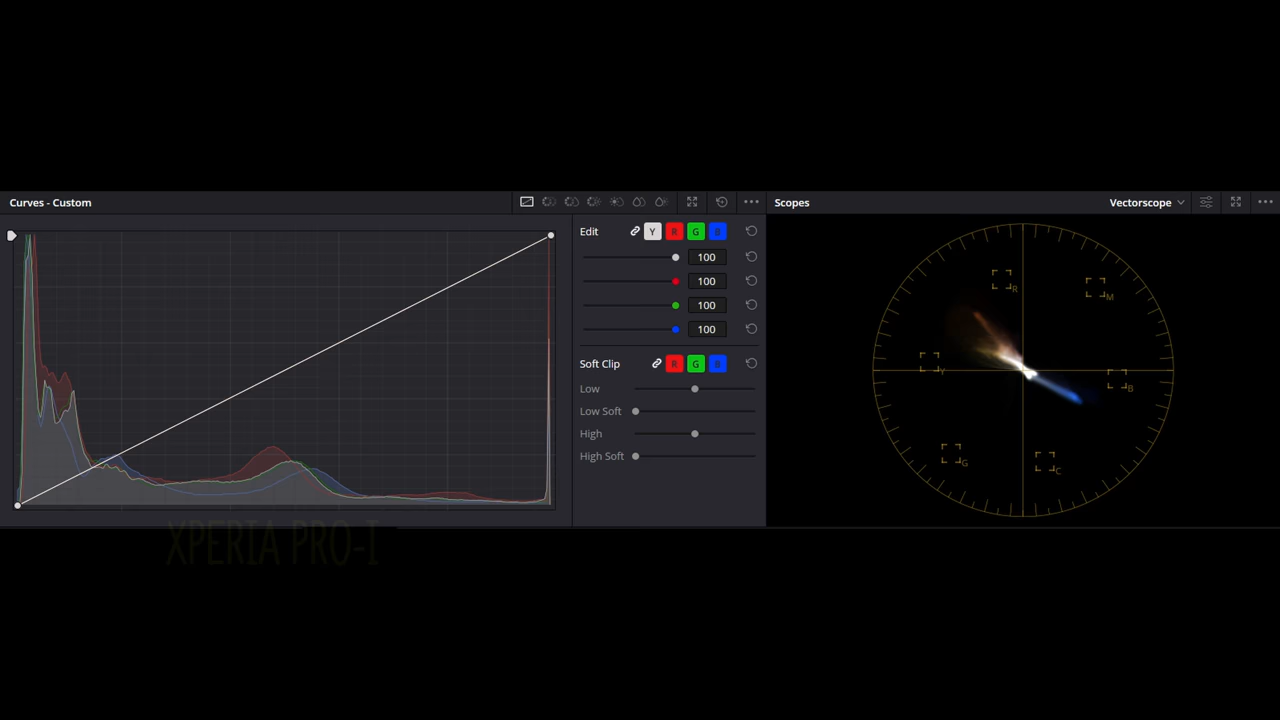 Curves - Custom
Scopes
Vectorscope
Edit
Y R G B
100
100
100
100
Soft Clip
R G B
Low
Low Soft
High
High Soft
R
M
Y
B
G
C
XPERIA PRO-I